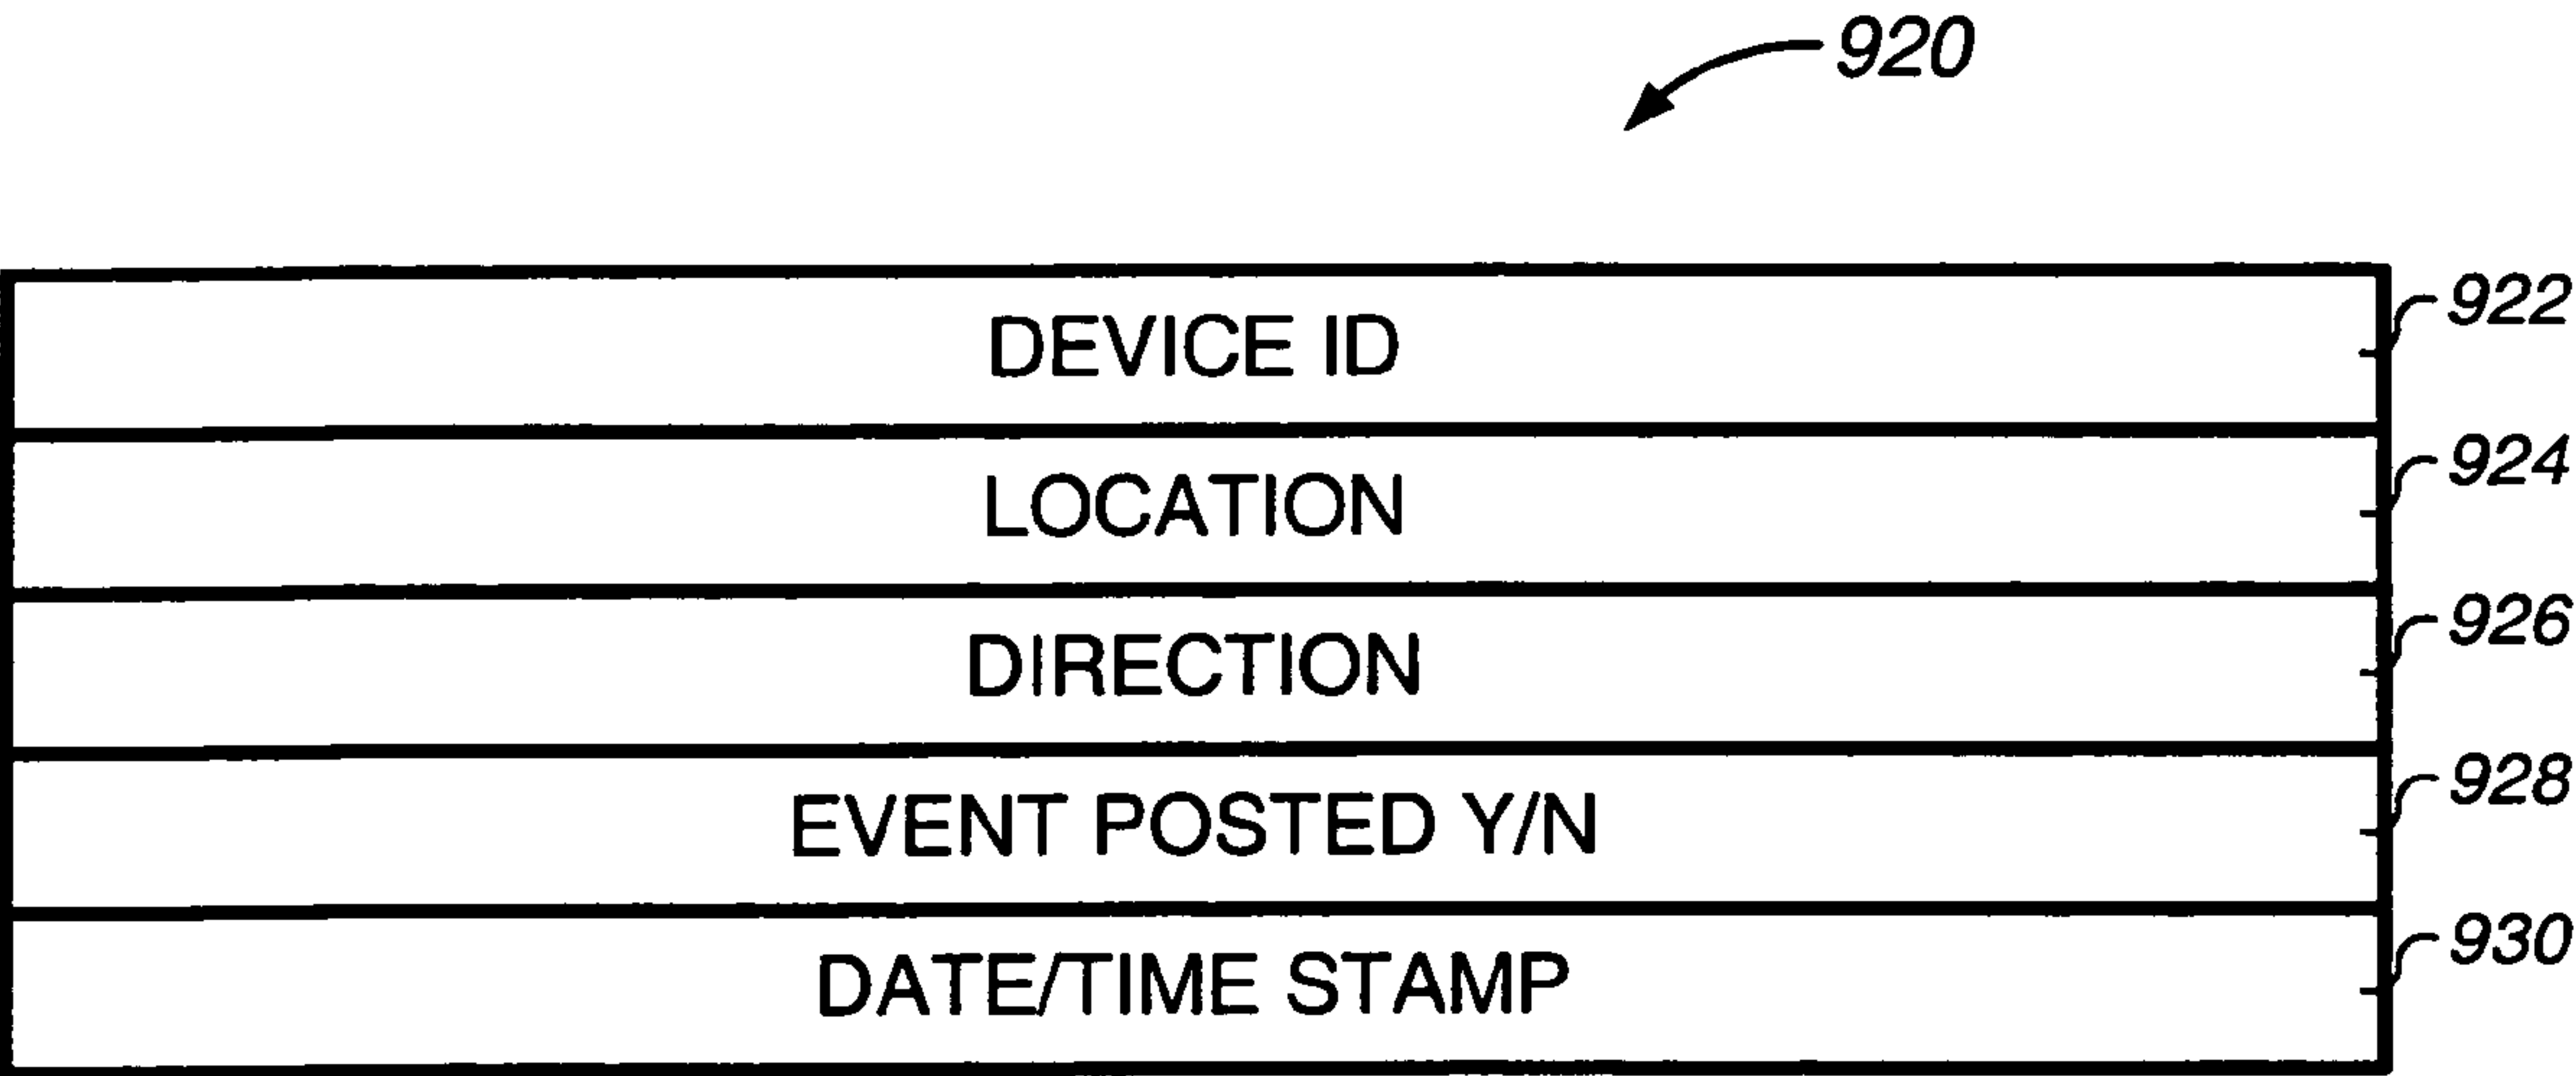 920
DEVICE ID 922
LOCATION 924
DIRECTION 926
EVENT POSTED Y/N 928
DATE/TIME STAMP 930